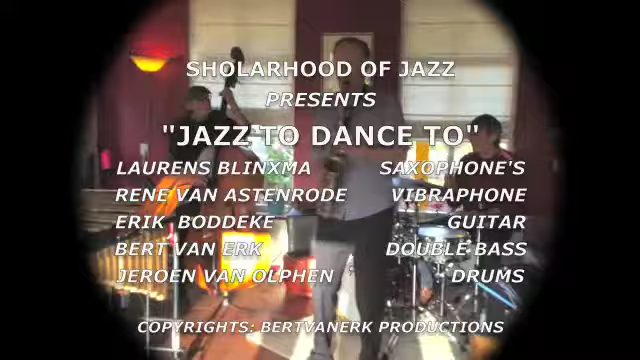 SHOLARHOOD OF JAZZ
PRESENTS
"JAZZ TO DANCE TO"
LAURENS BLINXMA SAXOPHONE'S
RENE VAN ASTENRODE VIBRAPHONE
ERIK BODDEKE GUITAR
BERT VAN ERK DOUBLE BASS
JEROEN VAN OLPHEN DRUMS
COPYRIGHTS: BERTVANERK PRODUCTIONS